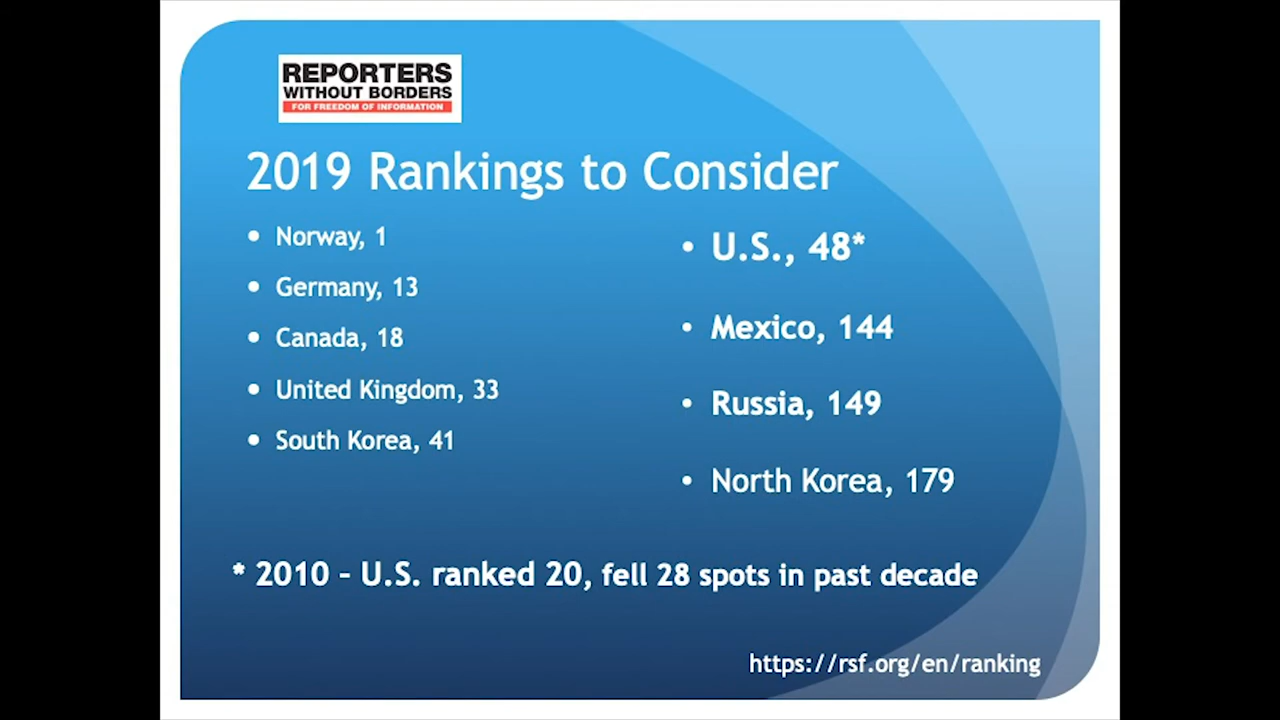 REPORTERS
WITHOUT BORDERS
FOR FREEDOM OF INFORMATION
2019 Rankings to Consider
• Norway, 1
• Germany, 13
• Canada, 18
• United Kingdom, 33
• South Korea, 41
• U.S., 48*
• Mexico, 144
• Russia, 149
• North Korea, 179
* 2010 – U.S. ranked 20, fell 28 spots in past decade
https://rsf.org/en/ranking